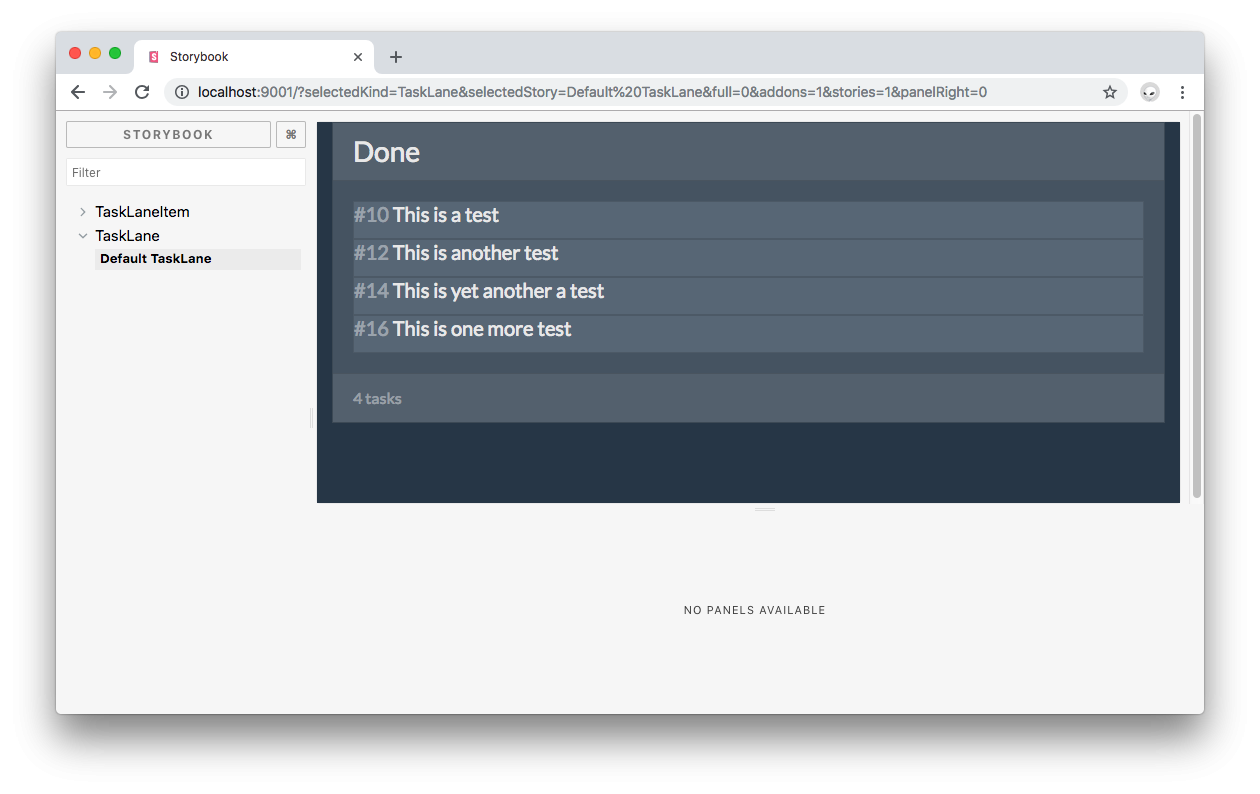 Storybook
localhost:9001/?selectedKind=TaskLane&selectedStory=Default%20TaskLane&full=0&addons=1&stories=1&panelRight=0
STORYBOOK
⌘
Filter
TaskLaneItem
TaskLane
Default TaskLane
Done
#10 This is a test
#12 This is another test
#14 This is yet another a test
#16 This is one more test
4 tasks
NO PANELS AVAILABLE